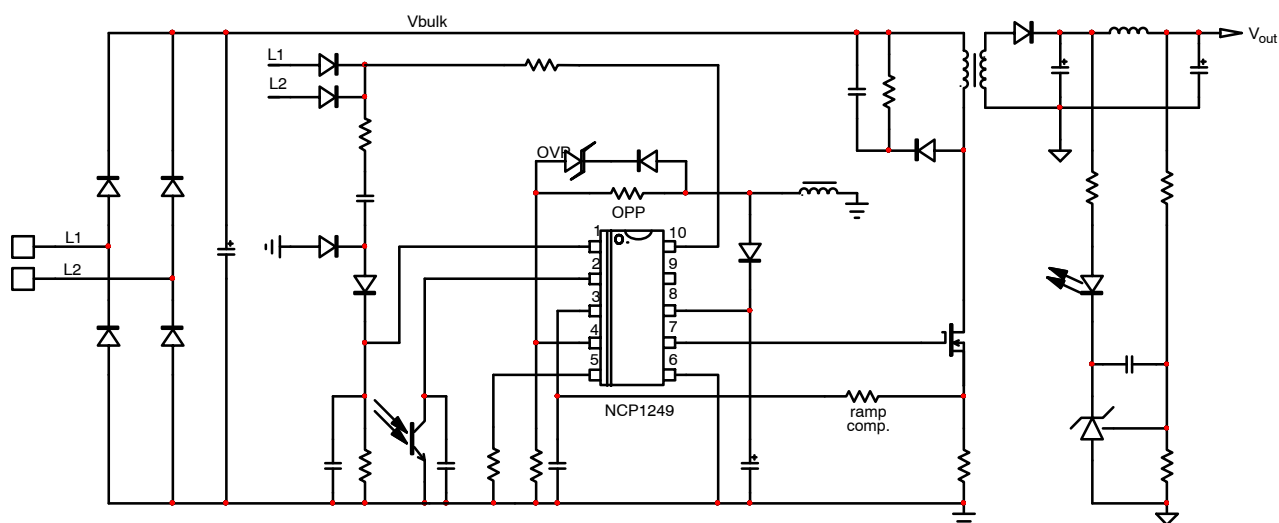 Vbulk
Vout
L1
L2
OVP
OPP
L1
L2
1
10
2
9
3
8
4
7
5
6
NCP1249
ramp
comp.